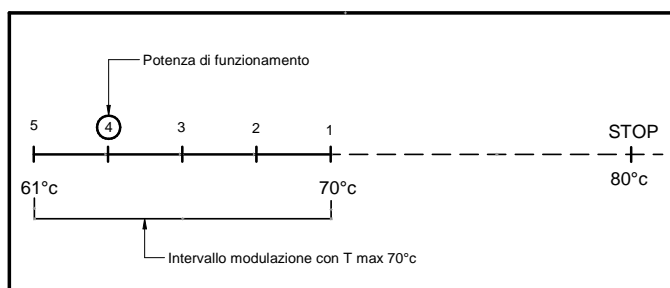 Potenza di funzionamento
5 4 3 2 1 STOP
61°c 70°c 80°c
Intervallo modulazione con T max 70°c